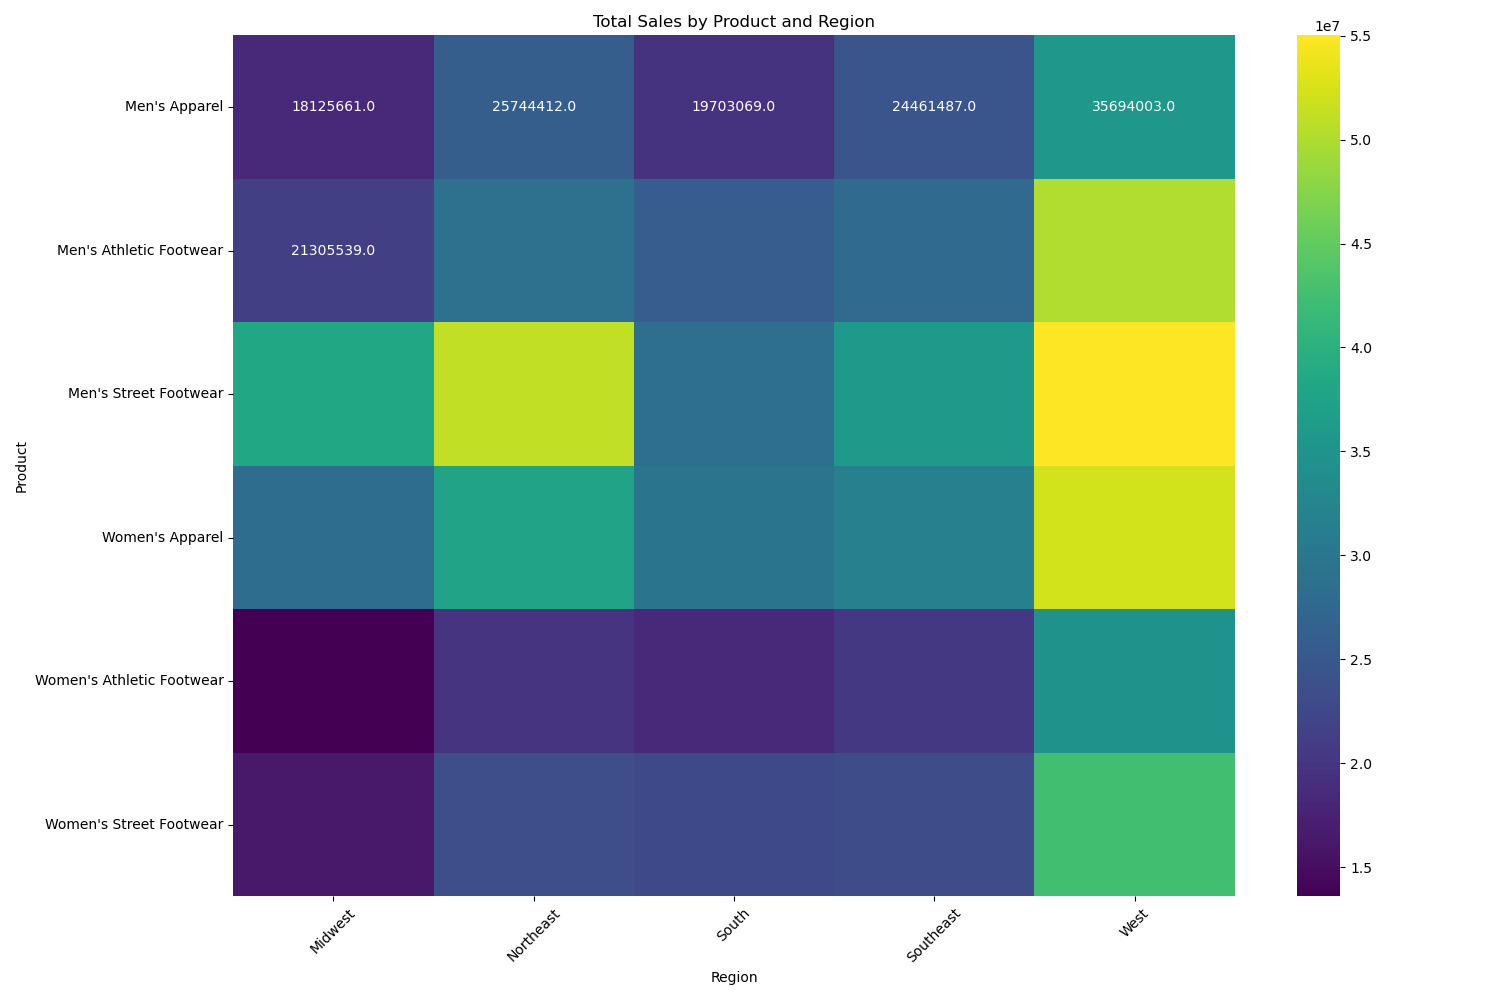 Total Sales by Product and Region
1e7
Men's Apparel 18125661.0 25744412.0 19703069.0 24461487.0 35694003.0
Men's Athletic Footwear 21305539.0
Men's Street Footwear
Women's Apparel
Women's Athletic Footwear
Women's Street Footwear
Product
Midwest Northeast South Southeast West
Region
5.5
5.0
4.5
4.0
3.5
3.0
2.5
2.0
1.5